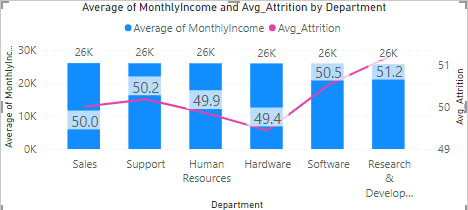 Average of MonthlyIncome and Avg_Attrition by Department
Average of MonthlyIncome Avg_Attrition
Average of MonthlyInc...
30K
20K
10K
0K
26K 26K 26K 26K 26K 26K
50.0 50.2 49.9 49.4 50.5 51.2
51
50
49
Avg_Attrition
Sales
Support
Human
Resources
Hardware
Software
Research
&
Develop...
Department